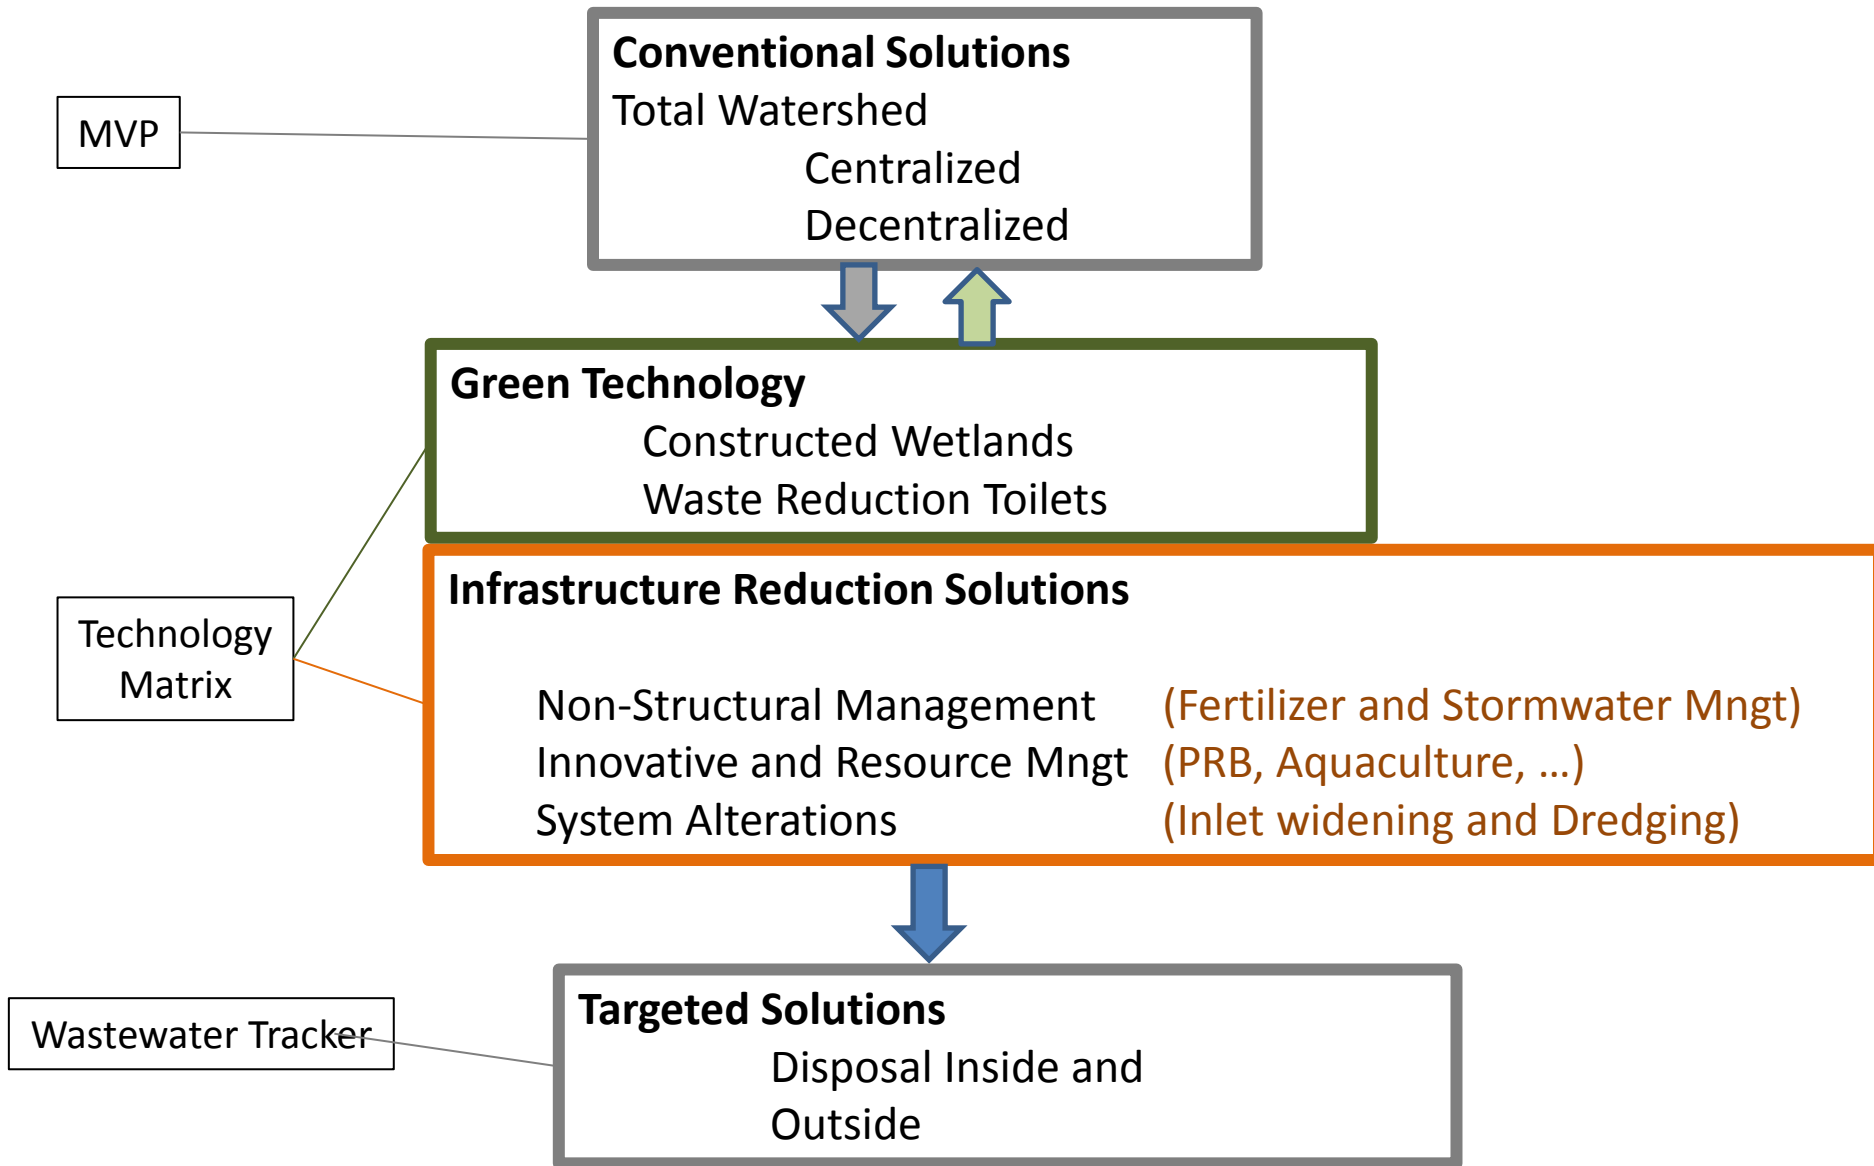 Conventional Solutions
Total Watershed
Centralized
Decentralized
MVP
Green Technology
Constructed Wetlands
Waste Reduction Toilets
Technology
Matrix
Infrastructure Reduction Solutions
Non-Structural Management (Fertilizer and Stormwater Mngt)
Innovative and Resource Mngt (PRB, Aquaculture, ...)
System Alterations (Inlet widening and Dredging)
Wastewater Tracker
Targeted Solutions
Disposal Inside and
Outside